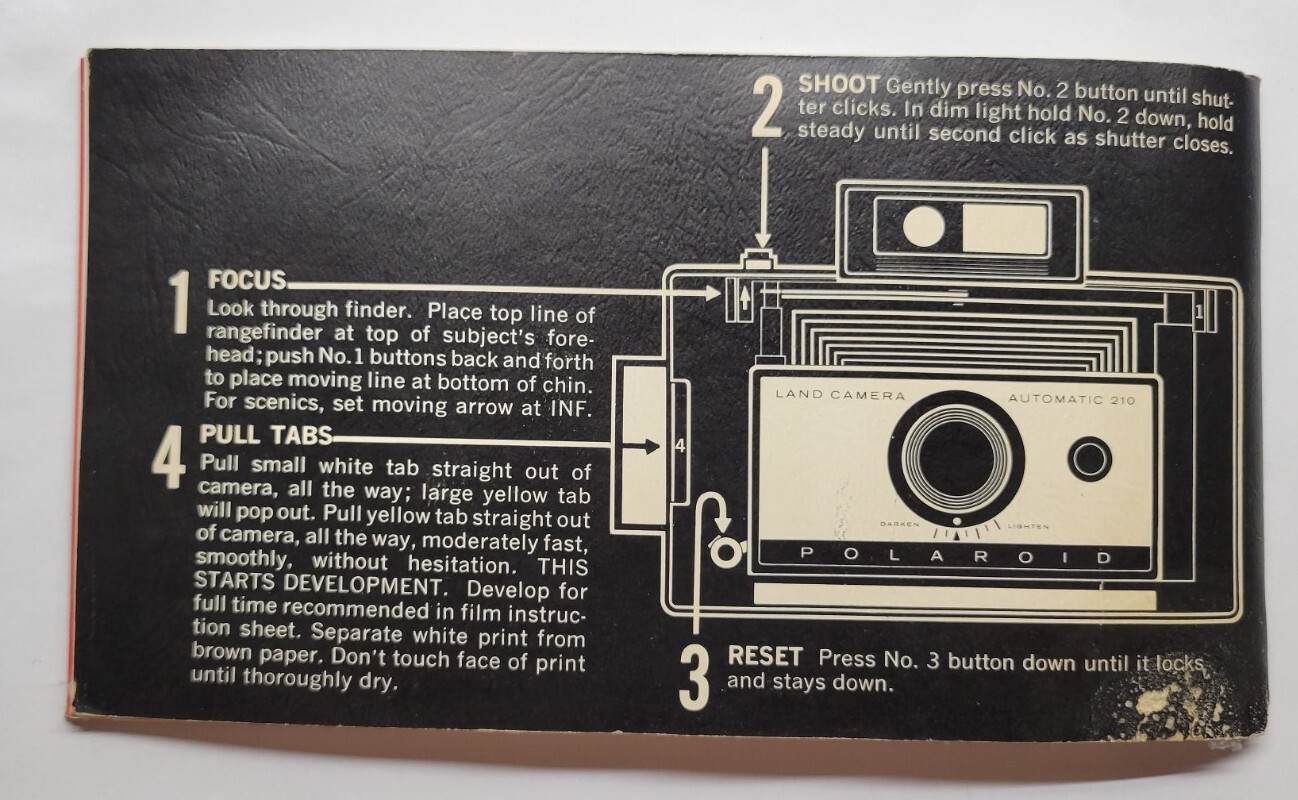 2 SHOOT Gently press No. 2 button until shut-
ter clicks. In dim light hold No. 2 down, hold
steady until second click as shutter closes.
1 FOCUS
Look through finder. Place top line of
rangefinder at top of subject's fore-
head; push No.1 buttons back and forth
to place moving line at bottom of chin.
For scenics, set moving arrow at INF.
4 PULL TABS
Pull small white tab straight out of
camera, all the way; large yellow tab
will pop out. Pull yellow tab straight out
of camera, all the way, moderately fast,
smoothly, without hesitation. THIS
STARTS DEVELOPMENT. Develop for
full time recommended in film instruc-
tion sheet. Separate white print from
brown paper. Don't touch face of print
until thoroughly dry.
1
LAND CAMERA AUTOMATIC 210
4
DARKEN LIGHTEN
POLAROID
3 RESET Press No. 3 button down until it locks
and stays down.